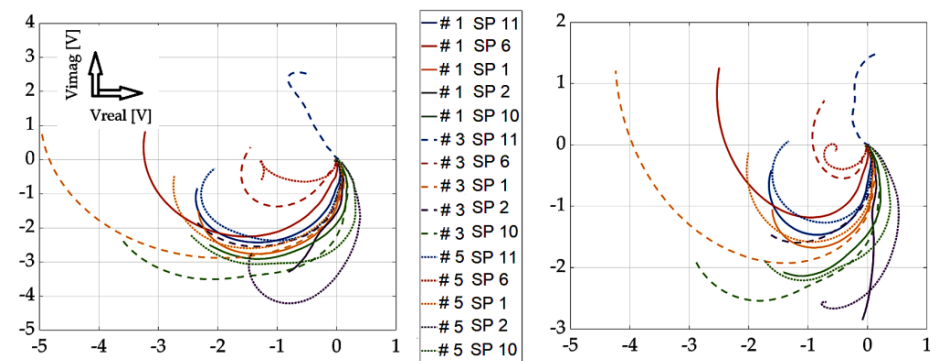 4
3
2
1
0
-1
-2
-3
-4
-5
-5 -4 -3 -2 -1 0 1
Vimag [V]
Vreal [V]
# 1 SP 11
# 1 SP 6
# 1 SP 1
# 1 SP 2
# 1 SP 10
# 3 SP 11
# 3 SP 6
# 3 SP 1
# 3 SP 2
# 3 SP 10
# 5 SP 11
# 5 SP 6
# 5 SP 1
# 5 SP 2
# 5 SP 10
2
1
0
-1
-2
-3
-5 -4 -3 -2 -1 0 1